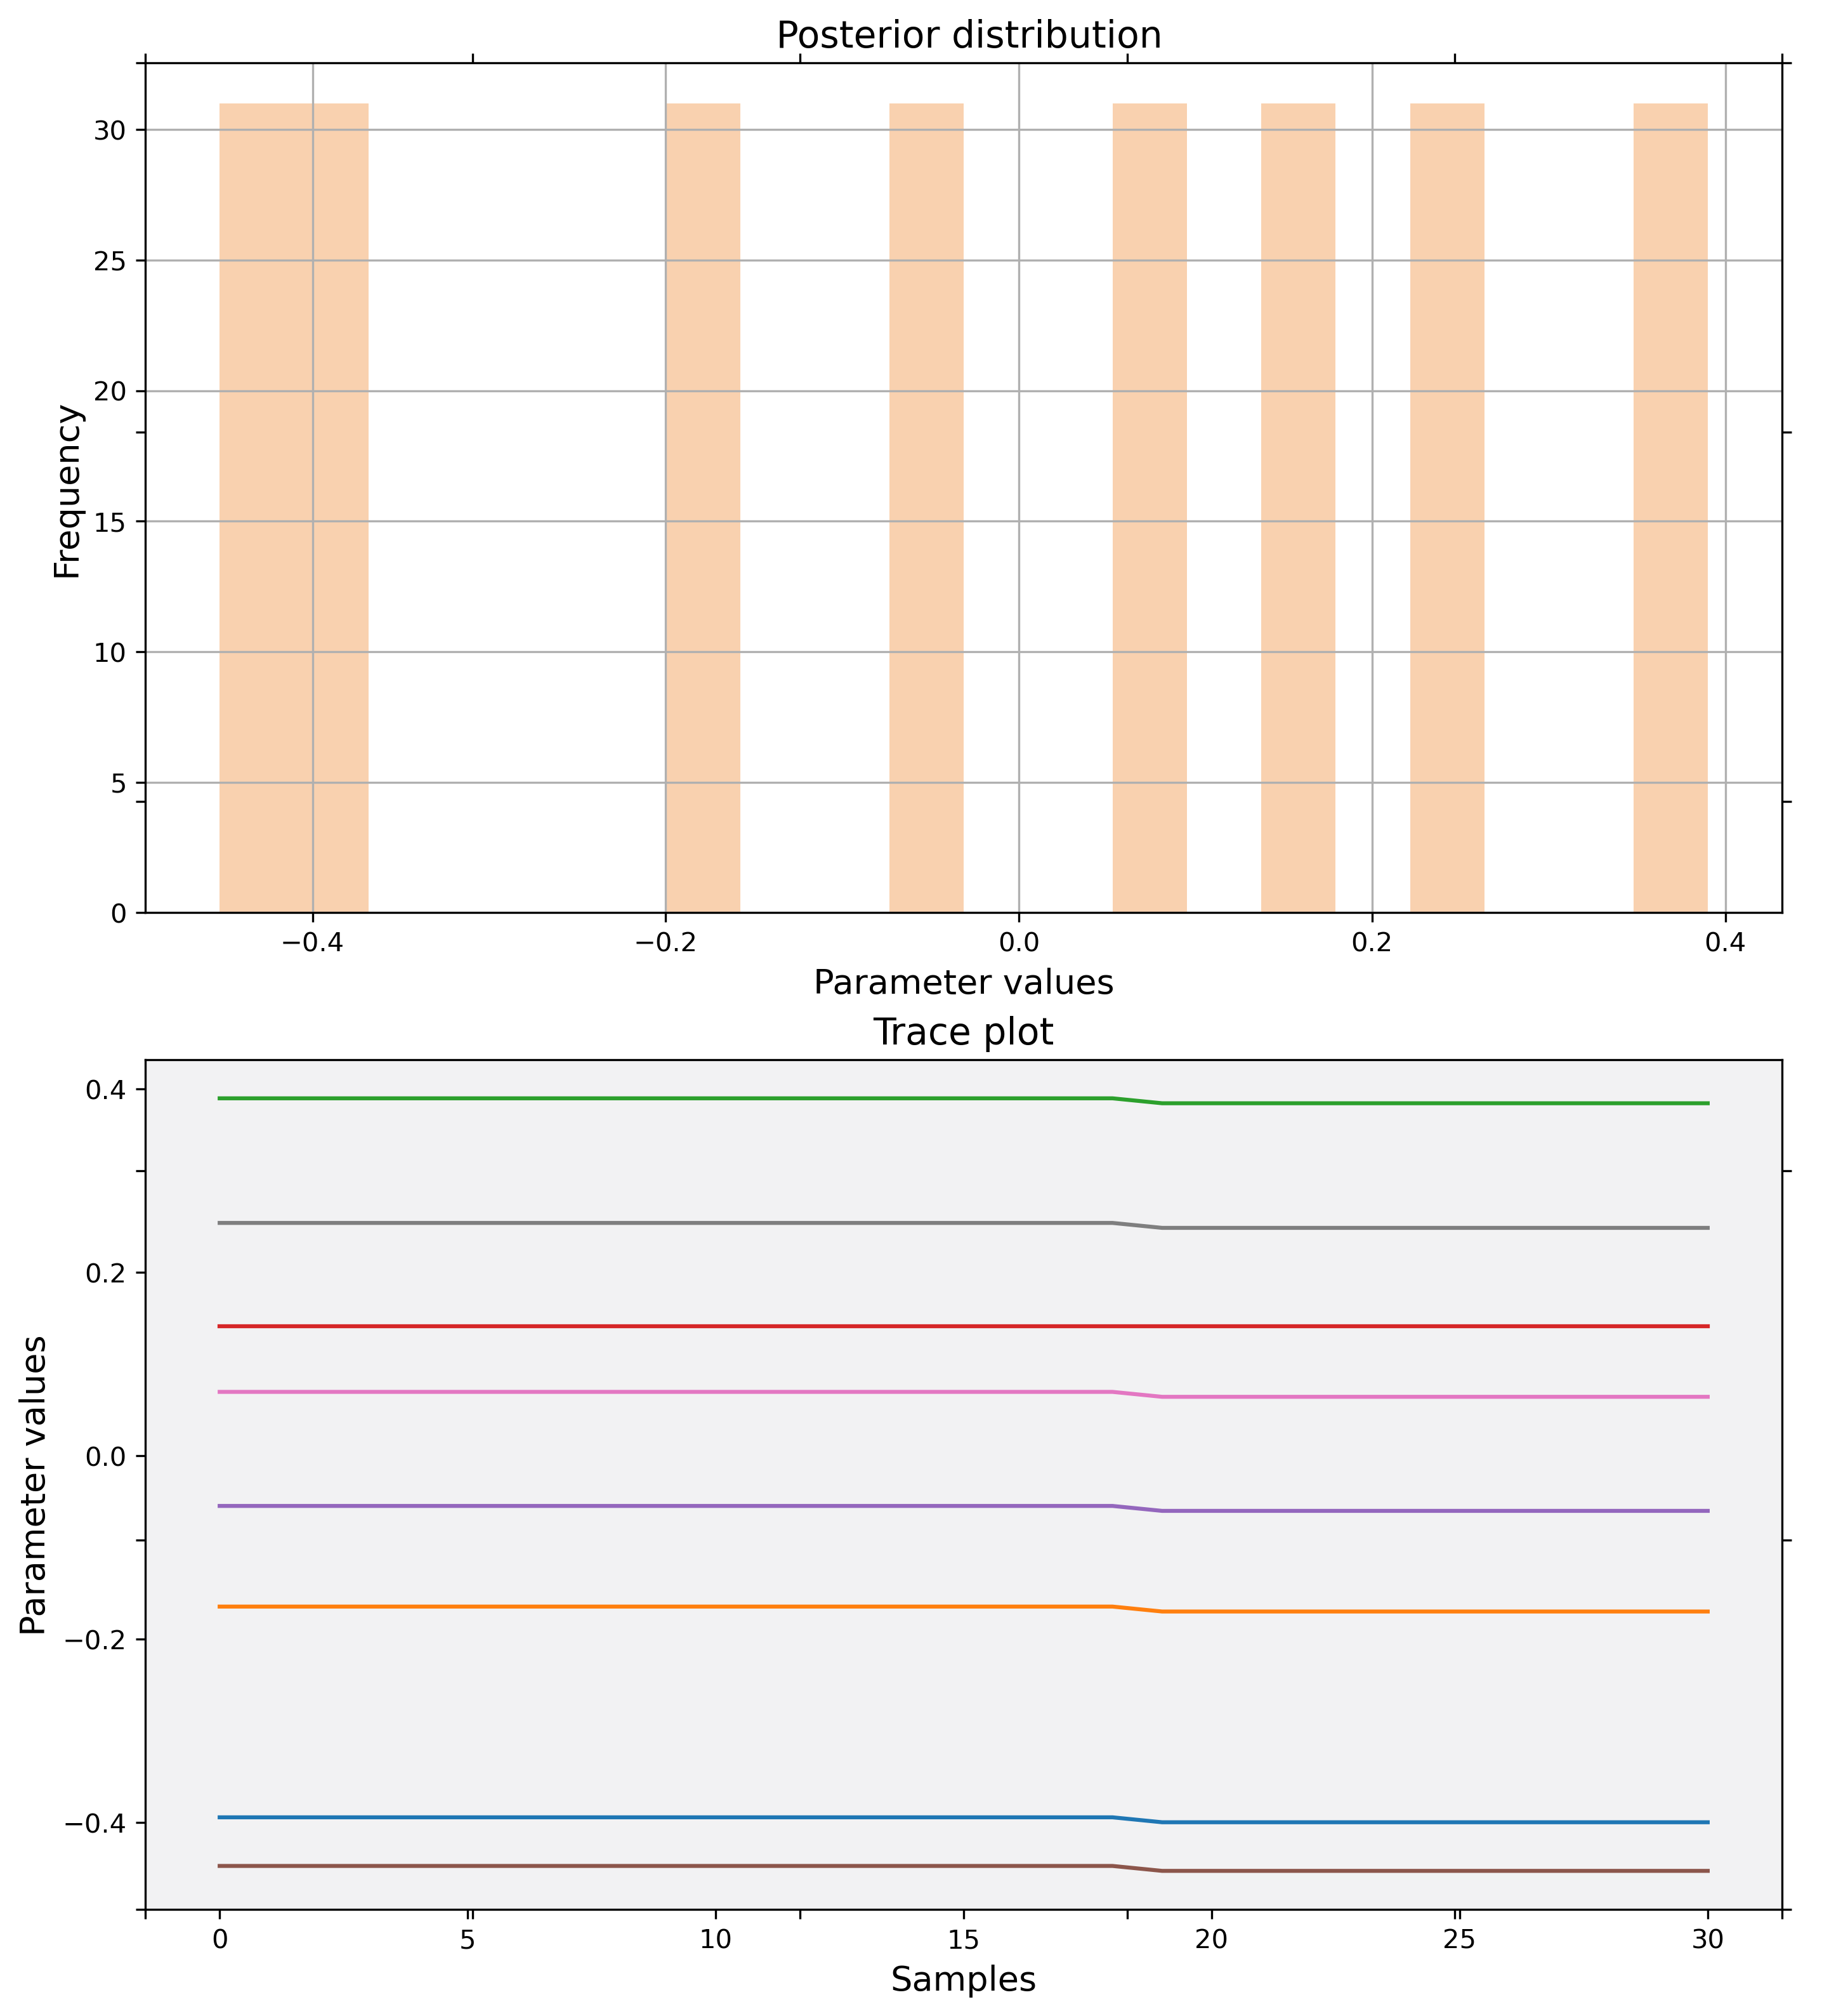 Posterior distribution
Frequency
30
25
20
15
10
5
0
−0.4 −0.2 0.0 0.2 0.4
Parameter values
Trace plot
Parameter values
0.4
0.2
0.0
−0.2
−0.4
0 5 10 15 20 25 30
Samples